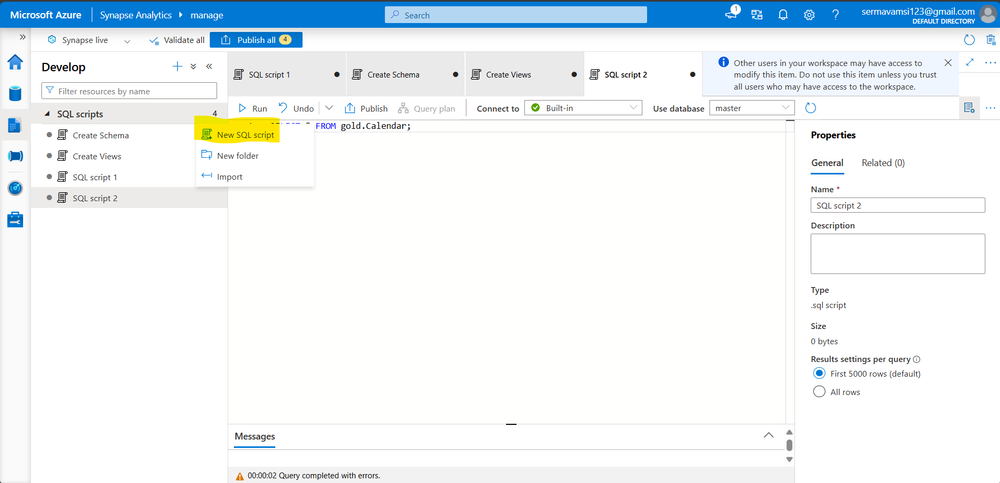 Microsoft Azure
Synapse Analytics
manage
Search
1
sermavamsi123@gmail.com
DEFAULT DIRECTORY
Synapse live
Validate all
Publish all 4
Develop
Filter resources by name
SQL scripts 4
Create Schema
Create Views
SQL script 1
SQL script 2
New SQL script
New folder
Import
SQL script 1
Create Schema
Create Views
SQL script 2
Other users in your workspace may have access to
modify this item. Do not use this item unless you trust
all users who may have access to the workspace.
Run
Undo
Publish
Query plan
Connect to
Built-in
Use database
master
* FROM gold.Calendar;
Properties
General
Related (0)
Name *
SQL script 2
Description
Type
.sql script
Size
0 bytes
Results settings per query
First 5000 rows (default)
All rows
Messages
00:00:02 Query completed with errors.